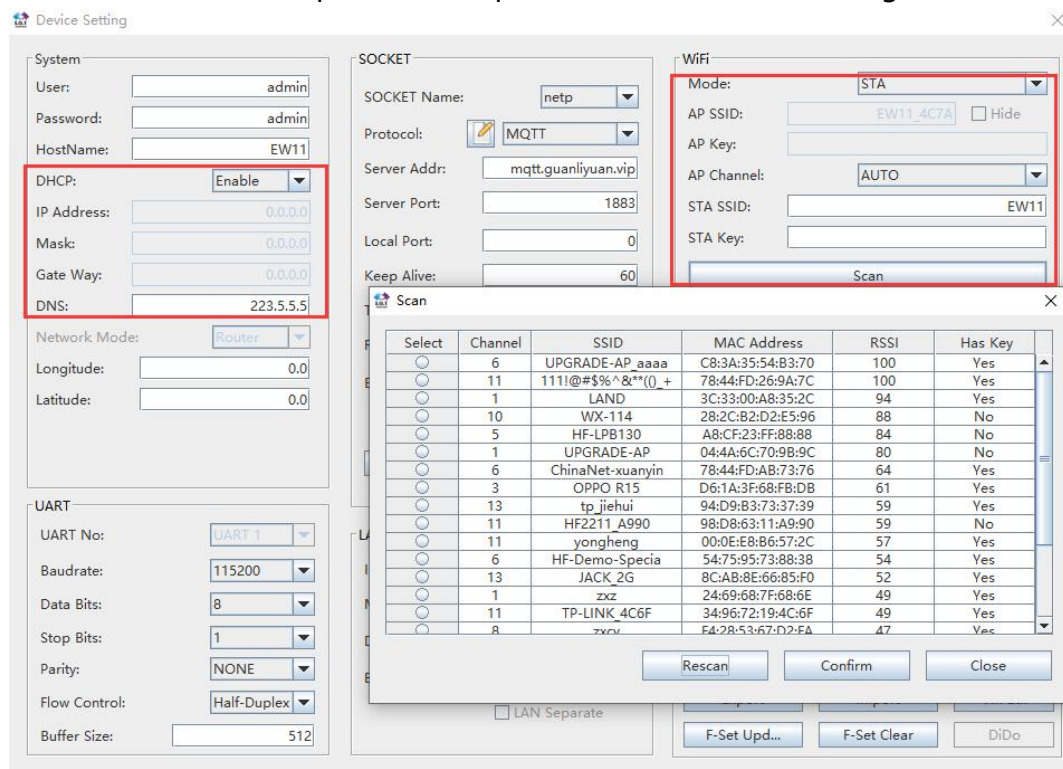 Device Setting
System
User: admin
Password: admin
HostName: EW11
DHCP: Enable
IP Address: 0.0.0.0
Mask: 0.0.0.0
Gate Way: 0.0.0.0
DNS: 223.5.5.5
Network Mode: Router
Longitude: 0.0
Latitude: 0.0
UART
UART No: UART 1
Baudrate: 115200
Data Bits: 8
Stop Bits: 1
Parity: NONE
Flow Control: Half-Duplex
Buffer Size: 512
SOCKET
SOCKET Name: netp
Protocol: MQTT
Server Addr: mqtt.guanliyuan.vip
Server Port: 1883
Local Port: 0
Keep Alive: 60
LAN Separate
WiFi
Mode: STA
AP SSID: EW11_4C7A Hide
AP Key:
AP Channel: AUTO
STA SSID: EW11
STA Key:
Scan
Scan
Select Channel SSID MAC Address RSSI Has Key
6 UPGRADE-AP_aaaa C8:3A:35:54:B3:70 100 Yes
11 111!@#$%^&**(()_+ 78:44:FD:26:9A:7C 100 Yes
1 LAND 3C:33:00:A8:35:2C 94 Yes
10 WX-114 28:2C:B2:D2:E5:96 88 No
5 HF-LPB130 A8:CF:23:FF:88:88 84 No
1 UPGRADE-AP 04:4A:6C:70:9B:9C 80 No
6 ChinaNet-xuanyin 78:44:FD:AB:73:76 64 Yes
3 OPPO R15 D6:1A:3F:68:FB:DB 61 Yes
13 tp_jiehui 94:D9:B3:73:37:39 59 Yes
11 HF2211_A990 98:D8:63:11:A9:90 59 No
11 yongheng 00:0E:E8:B6:57:2C 57 Yes
6 HF-Demo-Specia 54:75:95:73:88:38 54 Yes
13 JACK_2G 8C:AB:8E:66:85:F0 52 Yes
1 zxz 24:69:68:7F:68:6E 49 Yes
11 TP-LINK_4C6F 34:96:72:19:4C:6F 49 Yes
8 zxcv F4:28:53:67:D2:FA 47 Yes
Rescan Confirm Close
F-Set Upd... F-Set Clear DiDo